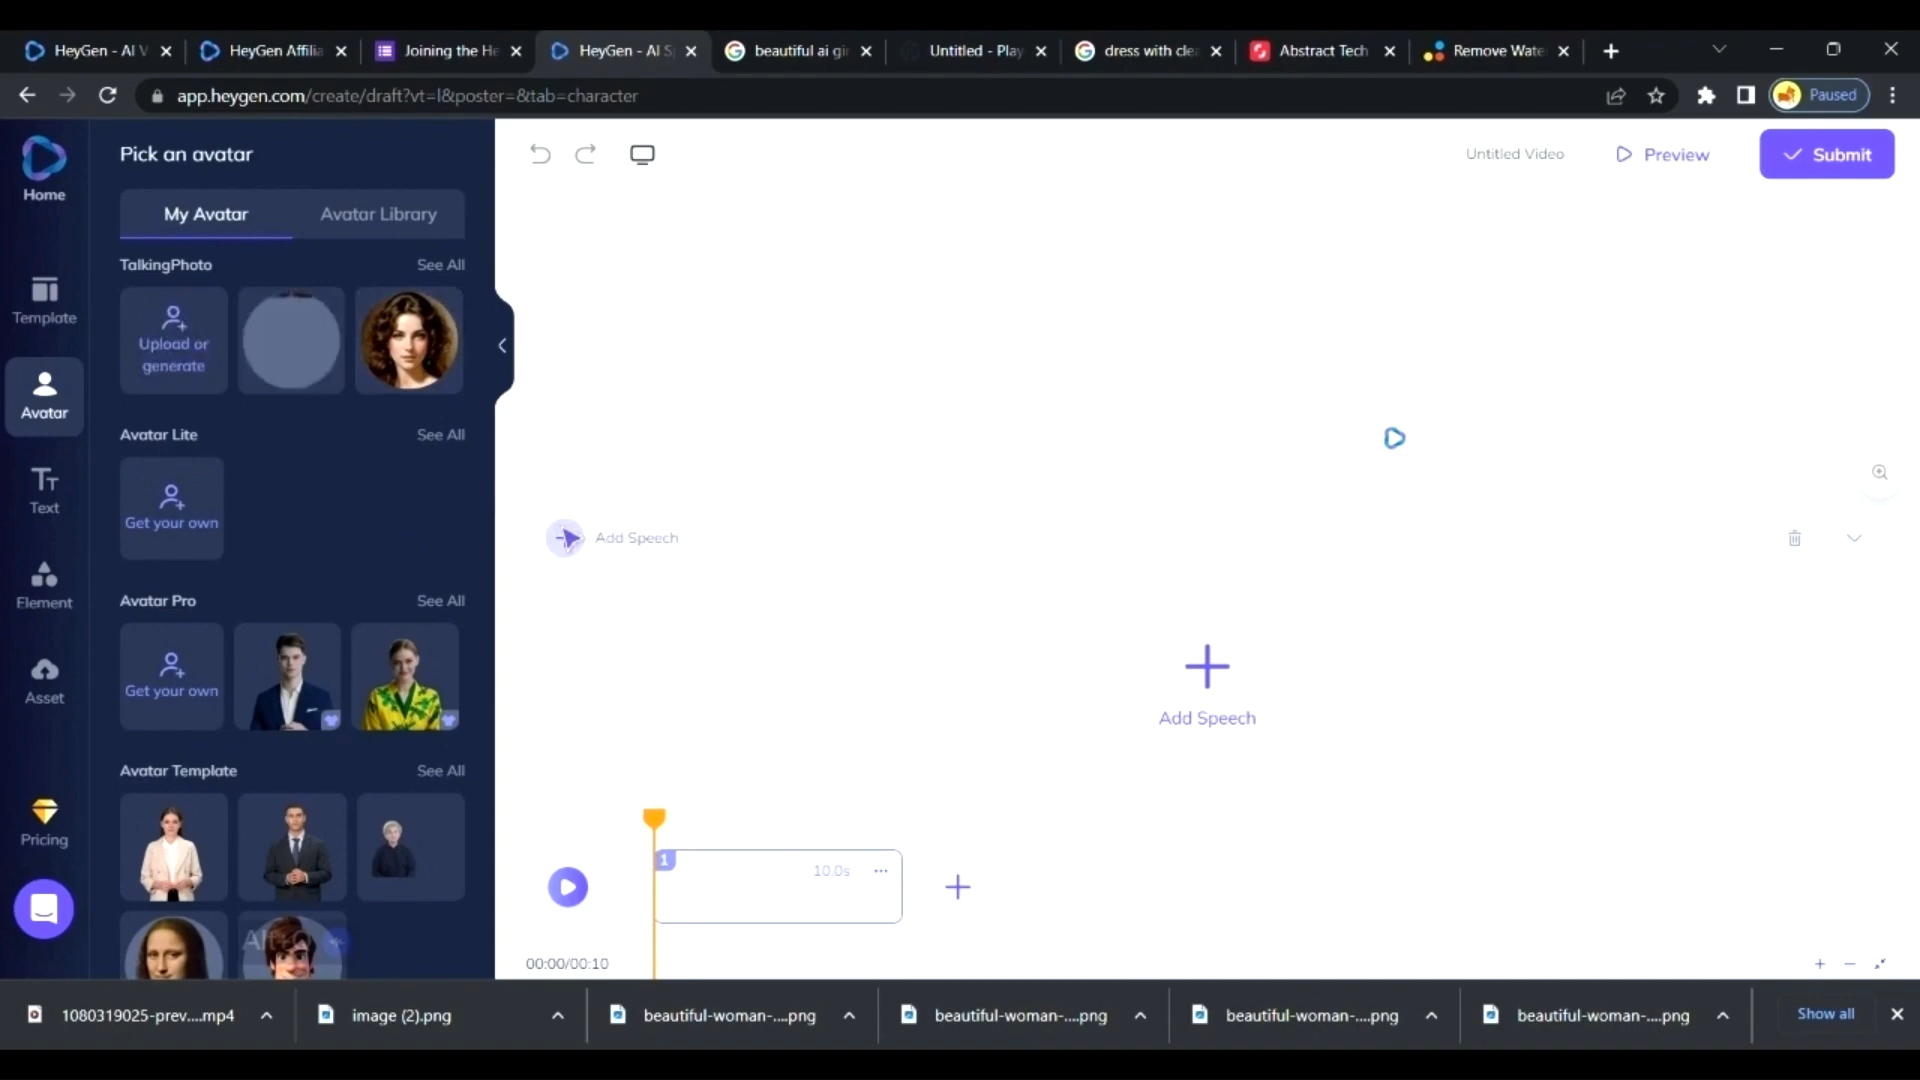 HeyGen - AI V
HeyGen Affilia
Joining the He
HeyGen - AI S
beautiful ai gir
Untitled - Play
dress with clea
Abstract Tech
Remove Wate
app.heygen.com/create/draft?vt=l&poster=&tab=character
Paused
Home
Pick an avatar
Untitled Video
Preview
Submit
My Avatar
Avatar Library
TalkingPhoto
See All
Template
Upload or
generate
Avatar
Avatar Lite
See All
Text
Get your own
Add Speech
Element
Avatar Pro
See All
Asset
Get your own
Add Speech
Avatar Template
See All
Pricing
1
10.0s
Alt+Q
00:00/00:10
1080319025-prev....mp4
image (2).png
beautiful-woman-....png
beautiful-woman-....png
beautiful-woman-....png
beautiful-woman-....png
Show all